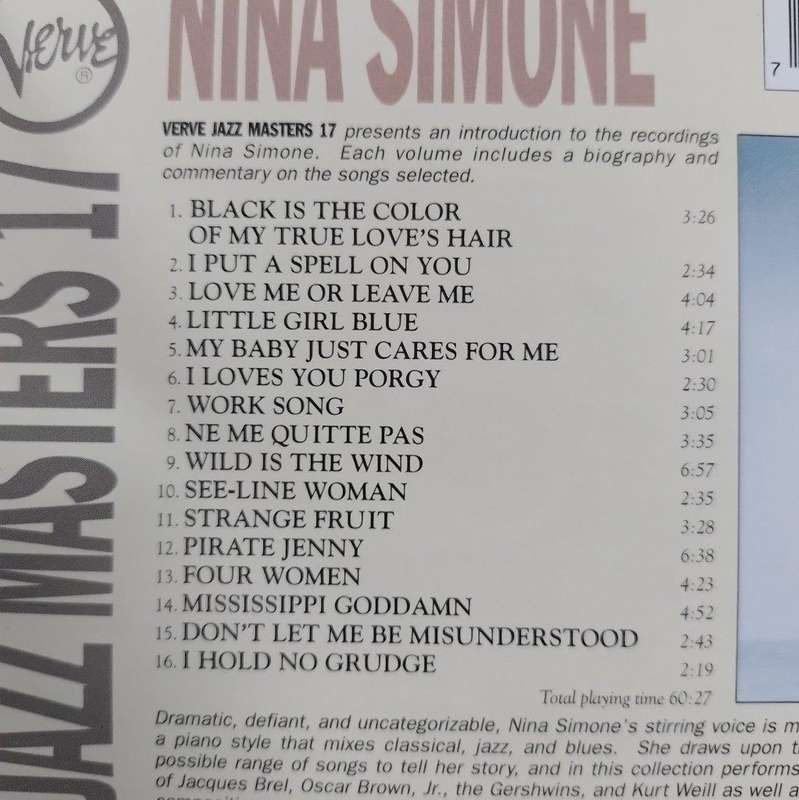 Verve®
NINA SIMONE
7
JAZZ MASTERS 17
VERVE JAZZ MASTERS 17 presents an introduction to the recordings
of Nina Simone. Each volume includes a biography and
commentary on the songs selected.
1. BLACK IS THE COLOR
OF MY TRUE LOVE'S HAIR 3:26
2. I PUT A SPELL ON YOU 2:34
3. LOVE ME OR LEAVE ME 4:04
4. LITTLE GIRL BLUE 4:17
5. MY BABY JUST CARES FOR ME 3:01
6. I LOVES YOU PORGY 2:30
7. WORK SONG 3:05
8. NE ME QUITTE PAS 3:35
9. WILD IS THE WIND 6:57
10. SEE-LINE WOMAN 2:35
11. STRANGE FRUIT 3:28
12. PIRATE JENNY 6:38
13. FOUR WOMEN 4:23
14. MISSISSIPPI GODDAMN 4:52
15. DON'T LET ME BE MISUNDERSTOOD 2:43
16. I HOLD NO GRUDGE 2:19
Total playing time 60:27
Dramatic, defiant, and uncategorizable, Nina Simone's stirring voice is
a piano style that mixes classical, jazz, and blues. She draws upon
possible range of songs to tell her story, and in this collection performs
of Jacques Brel, Oscar Brown, Jr., the Gershwins, and Kurt Weill as well